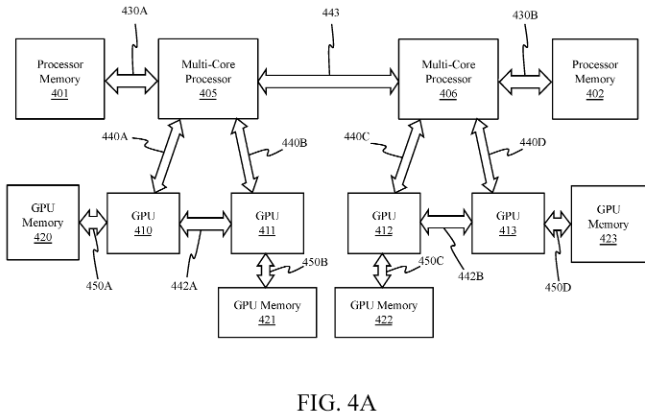 430A
443
430B
Processor
Memory
401
Multi-Core
Processor
405
Multi-Core
Processor
406
Processor
Memory
402
440A
440B
440C
440D
GPU
Memory
420
GPU
410
GPU
411
GPU
412
GPU
413
GPU
Memory
423
450A
442A
450B
450C
442B
450D
GPU Memory
421
GPU Memory
422
FIG. 4A